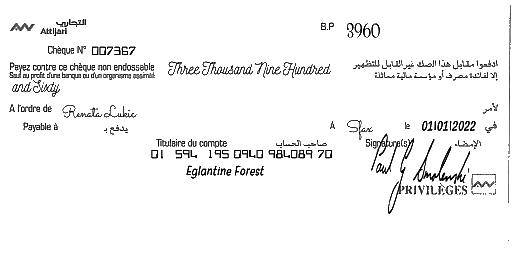 التجاري
Attijari
B.P 3960
Chèque N° 007367
Payez contre ce chèque non endossable Three Thousand Nine Hundred ادفعوا مقابل هذا الصك غير القابل للتظهير
Sauf au profit d'une banque ou d'un organisme assimilé إلا لفائدة مصرف أو مؤسسة مالية مماثلة
and Sixty
A l'ordre de Renata Lukic لأمر
Payable à يدفع بـ A Sfax le 01/01/2022 في
Titulaire du compte صاحب الحساب Signature(s) الإمضاء
01 594 195 0940 984089 70
Eglantine Forest
PRIVILÈGES